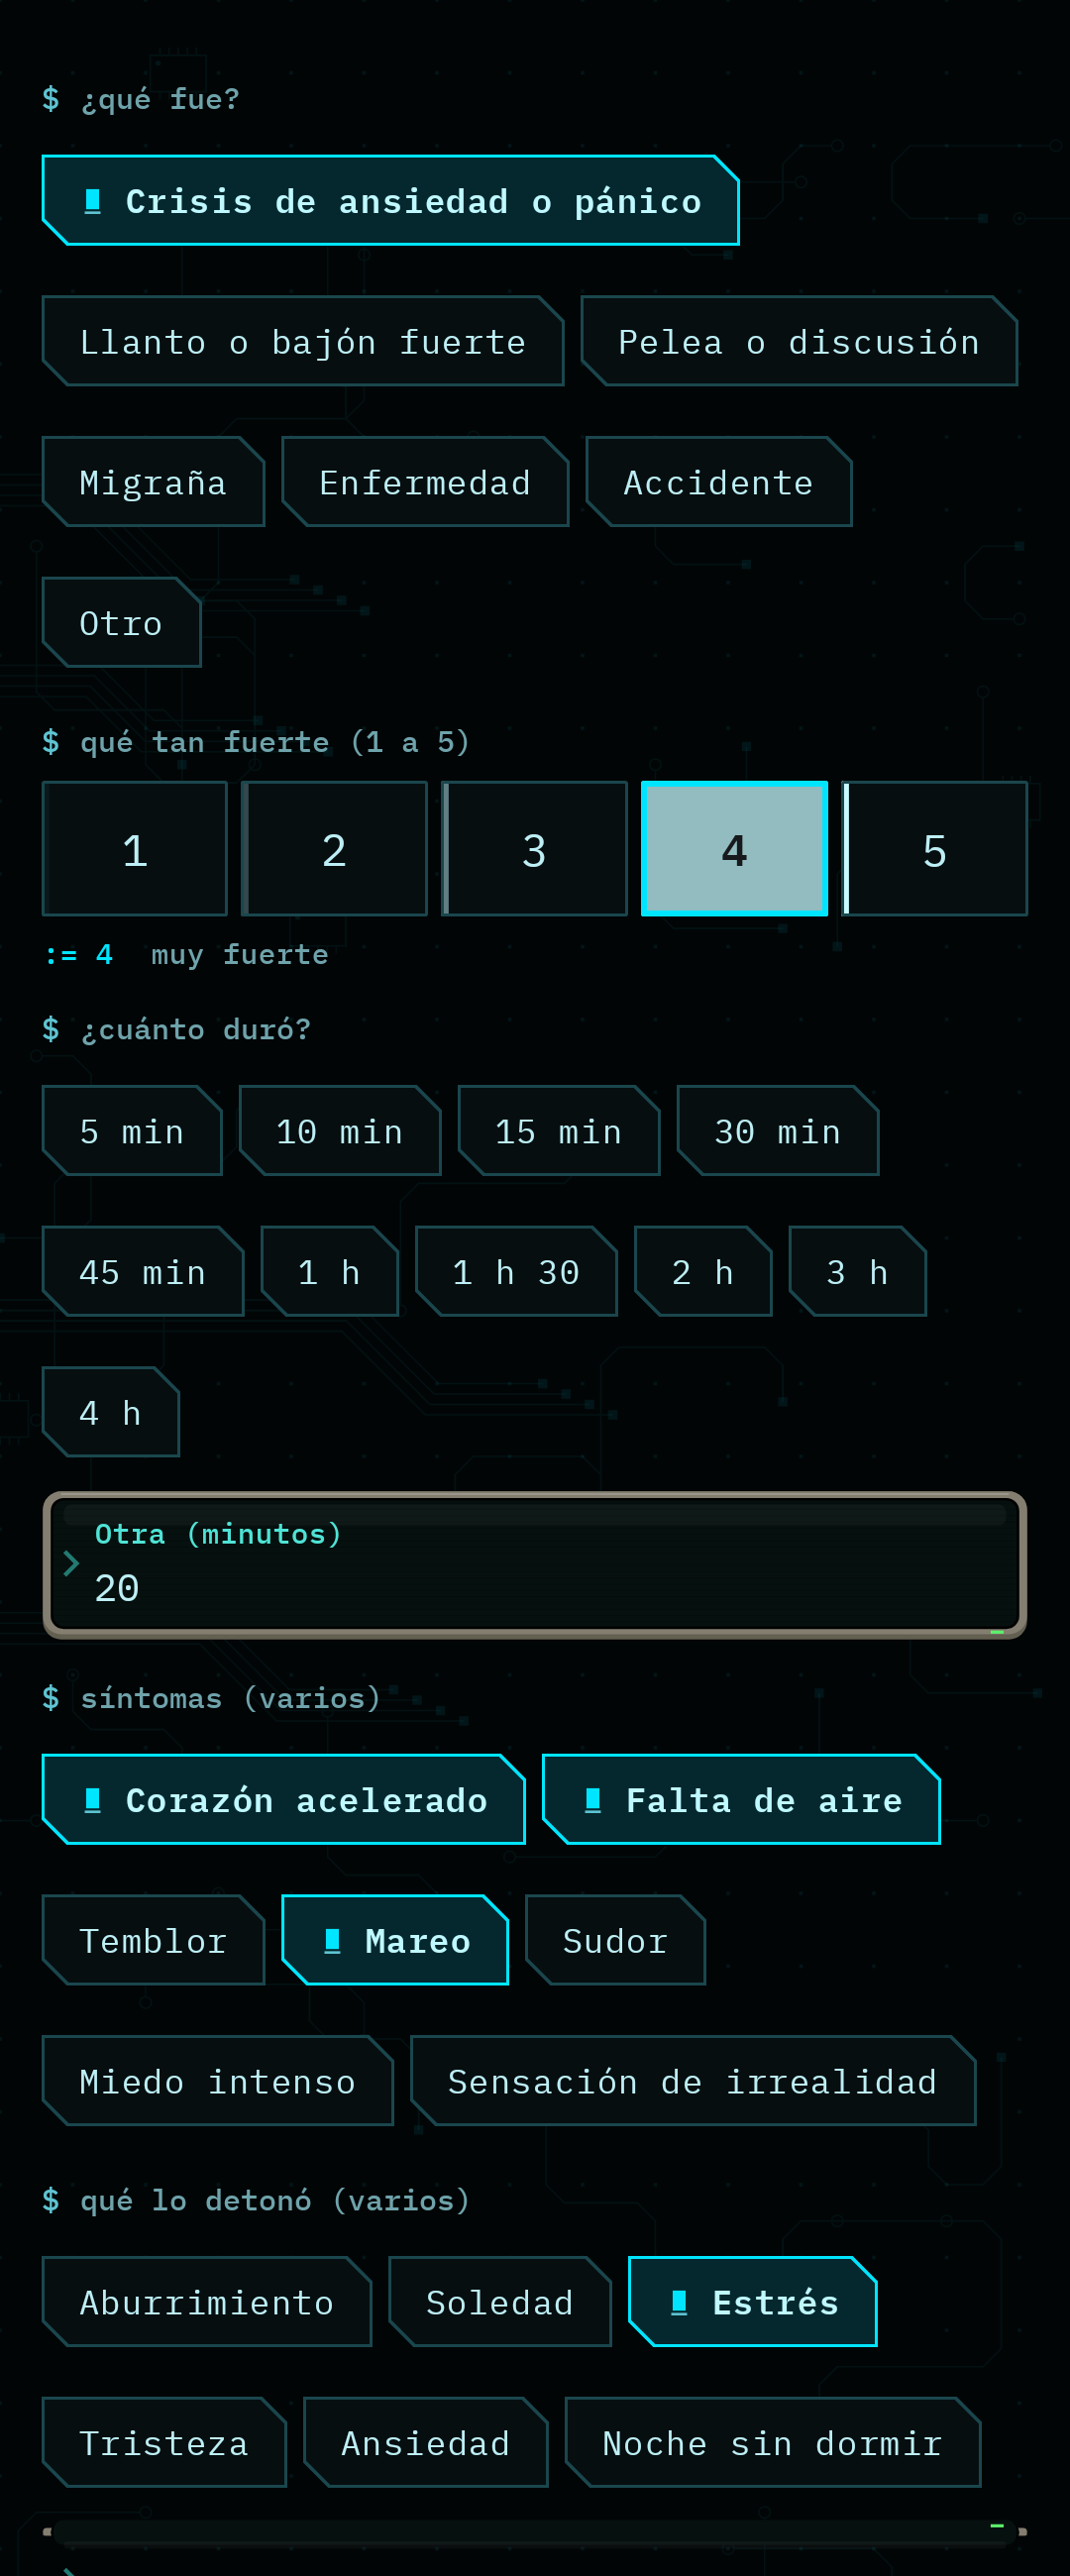 $ ¿qué fue?
Crisis de ansiedad o pánico
Llanto o bajón fuerte Pelea o discusión
Migraña Enfermedad Accidente
Otro
$ qué tan fuerte (1 a 5)
1 2 3 4 5
:= 4 muy fuerte
$ ¿cuánto duró?
5 min 10 min 15 min 30 min
45 min 1 h 1 h 30 2 h 3 h
4 h
Otra (minutos)
20
$ síntomas (varios)
Corazón acelerado Falta de aire
Temblor Mareo Sudor
Miedo intenso Sensación de irrealidad
$ qué lo detonó (varios)
Aburrimiento Soledad Estrés
Tristeza Ansiedad Noche sin dormir